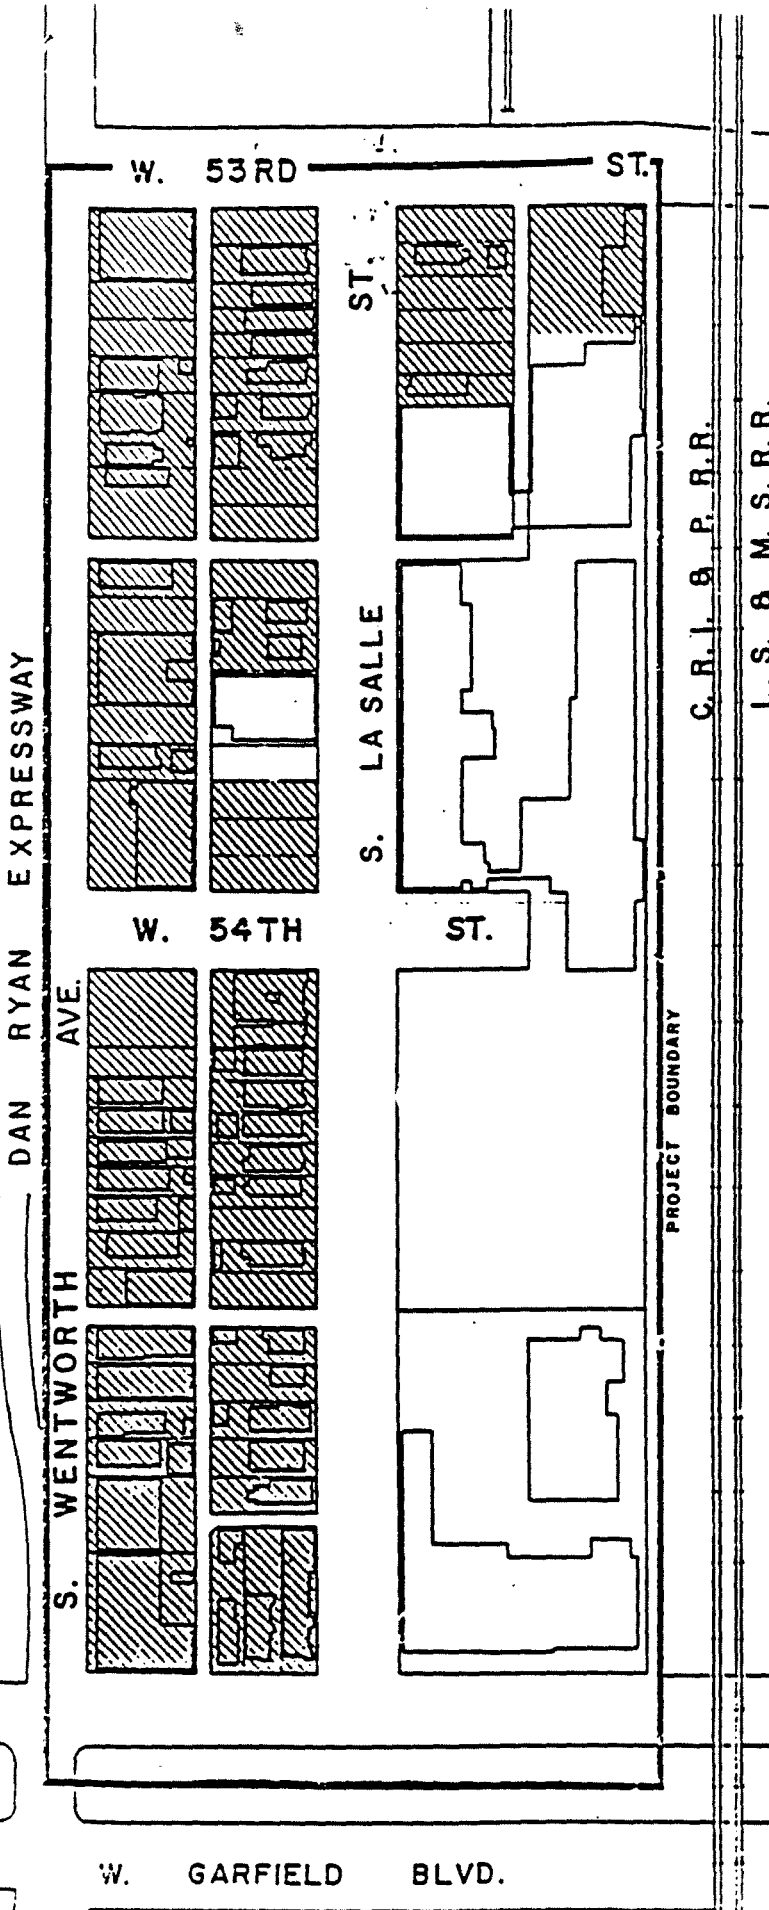 W. 53RD ST.
ST.
LA SALLE
S.
C. R. I. & P. R.R.
L. S. & M. S. R. R.
DAN RYAN EXPRESSWAY
W. 54TH ST.
AVE.
WENTWORTH
S.
PROJECT BOUNDARY
W. GARFIELD BLVD.